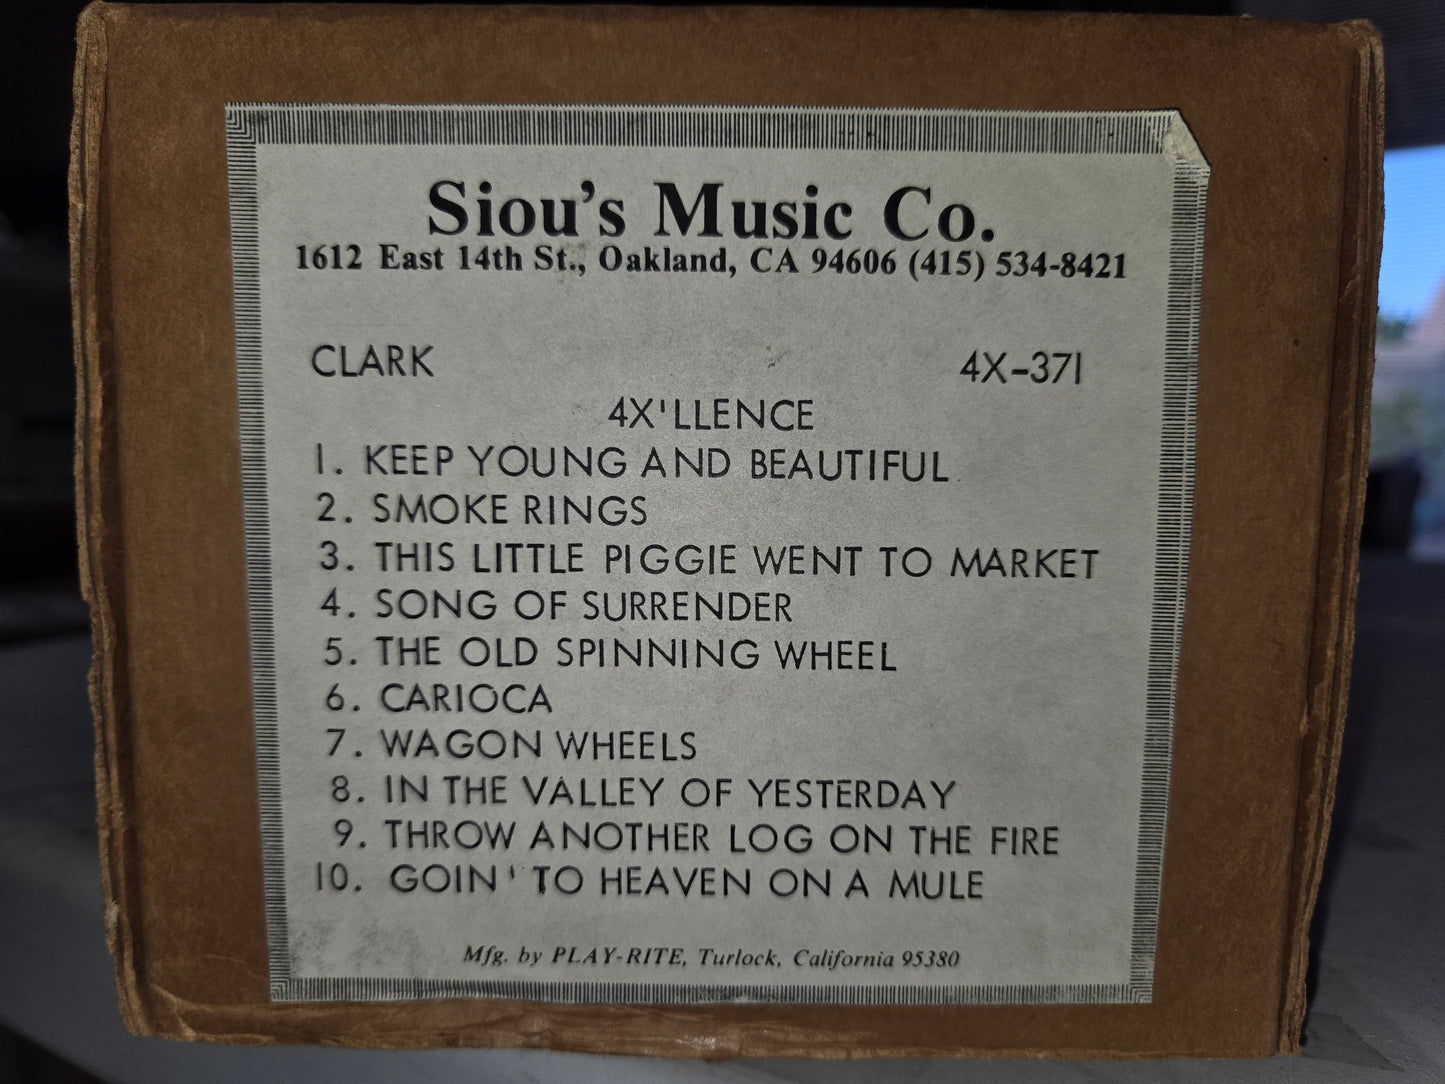 Siou's Music Co.
1612 East 14th St., Oakland, CA 94606 (415) 534-8421
CLARK 4X-371
4X'LLENCE
1. KEEP YOUNG AND BEAUTIFUL
2. SMOKE RINGS
3. THIS LITTLE PIGGIE WENT TO MARKET
4. SONG OF SURRENDER
5. THE OLD SPINNING WHEEL
6. CARIOCA
7. WAGON WHEELS
8. IN THE VALLEY OF YESTERDAY
9. THROW ANOTHER LOG ON THE FIRE
10. GOIN' TO HEAVEN ON A MULE
Mfg. by PLAY-RITE, Turlock, California 95380